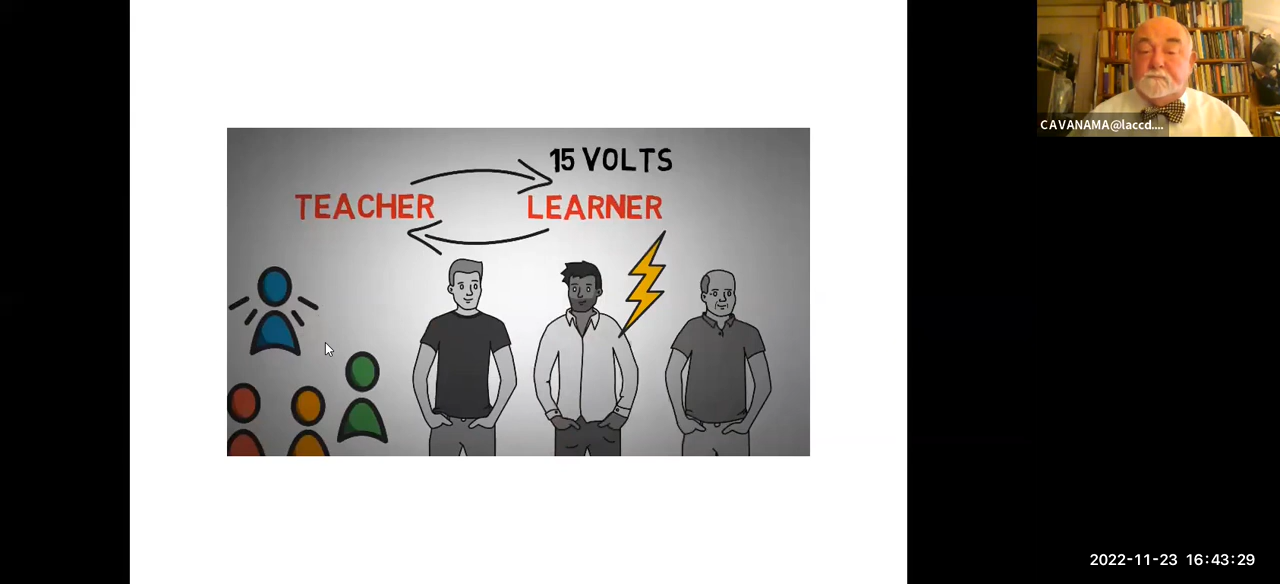 15 VOLTS
TEACHER LEARNER
CAVANAMA@laccd....
2022-11-23 16:43:29